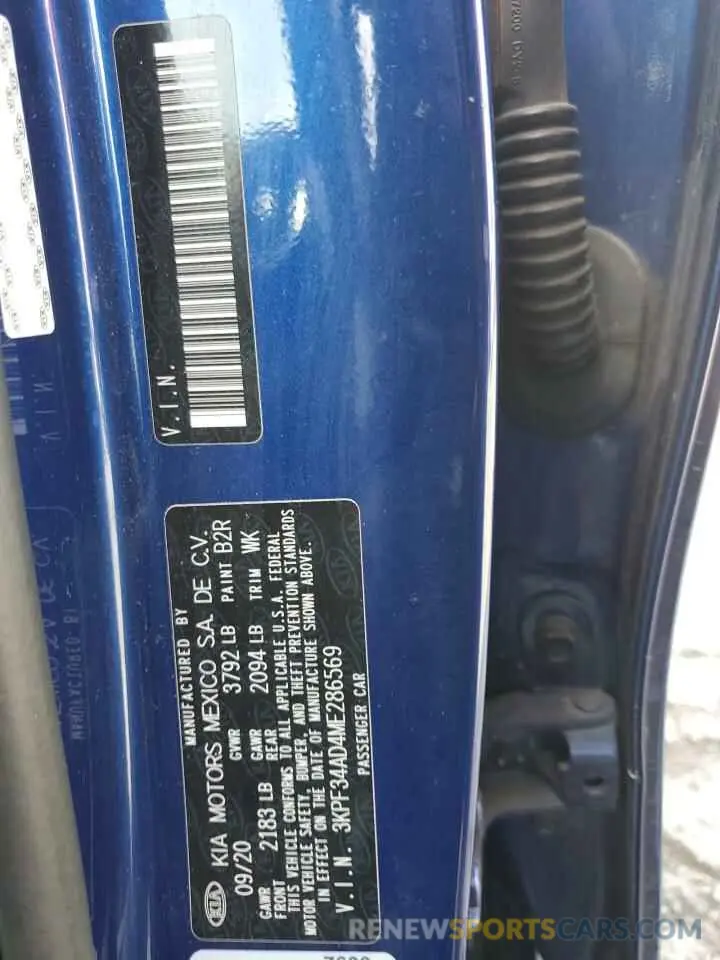 V.I.N.
MANUFACTURED BY
KIA KIA MOTORS MEXICO S.A. DE C.V.
09/20 GVWR 3792 LB PAINT B2R
GAWR FRONT 2183 LB GAWR REAR 2094 LB TRIM WK
THIS VEHICLE CONFORMS TO ALL APPLICABLE U.S.A. FEDERAL
MOTOR VEHICLE SAFETY, BUMPER, AND THEFT PREVENTION STANDARDS
IN EFFECT ON THE DATE OF MANUFACTURE SHOWN ABOVE.
V.I.N. 3KPF34AD4ME286569
PASSENGER CAR
RENEWSPORTSCARS.COM